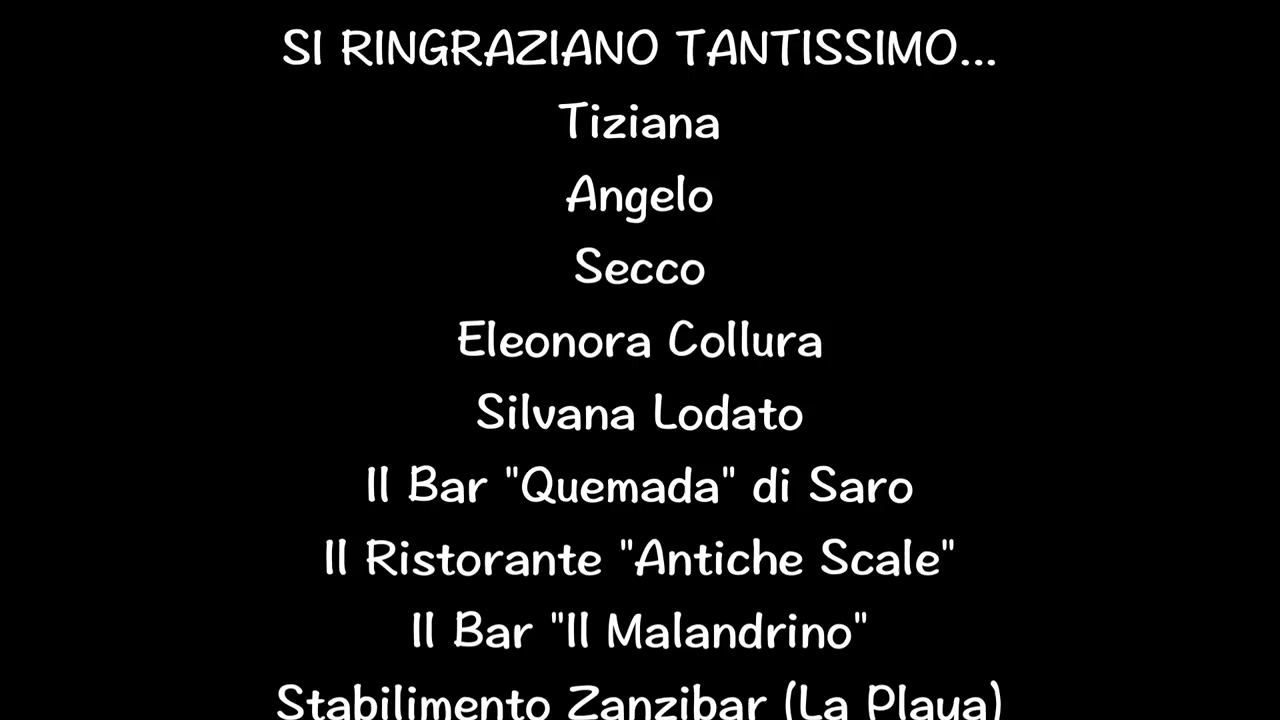 SI RINGRAZIANO TANTISSIMO...
Tiziana
Angelo
Secco
Eleonora Collura
Silvana Lodato
Il Bar "Quemada" di Saro
Il Ristorante "Antiche Scale"
Il Bar "Il Malandrino"
Stabilimento Zanzibar (La Playa)